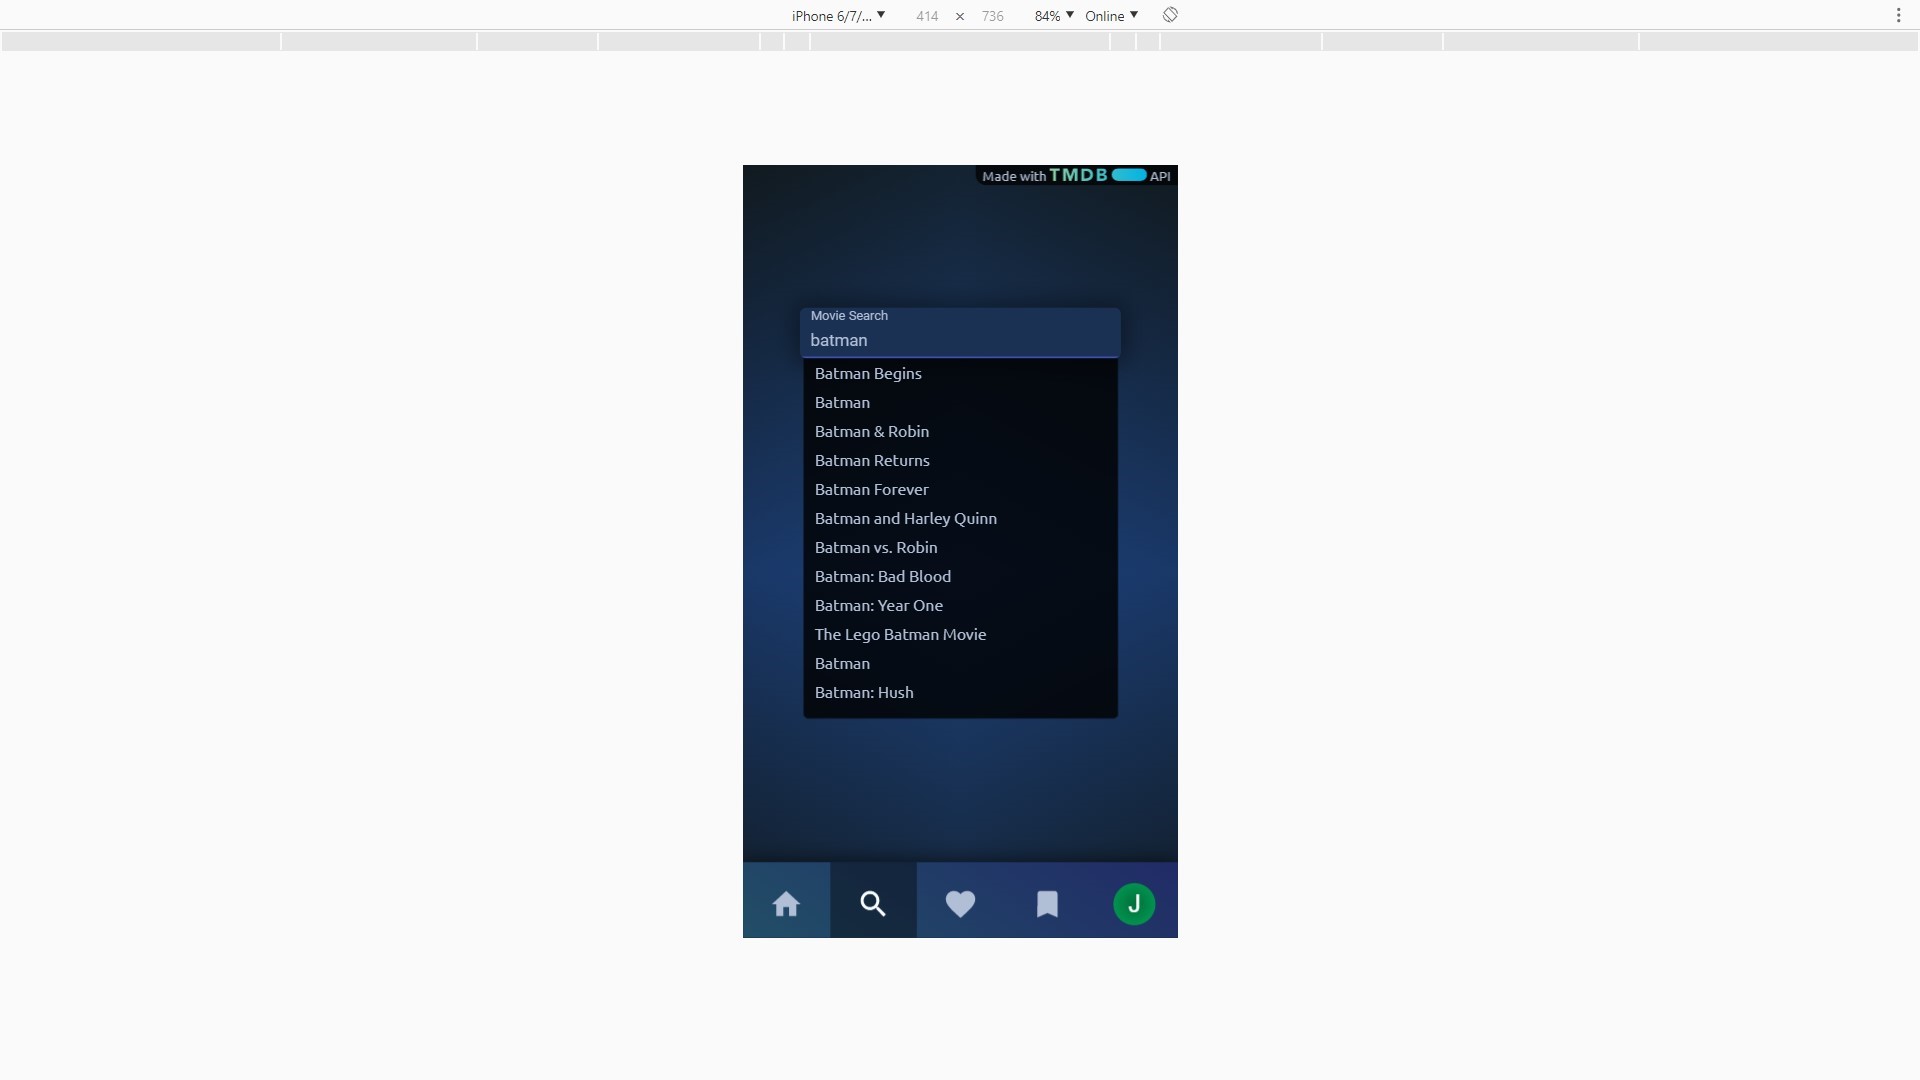 iPhone 6/7/... 414 × 736 84% Online
Made with TMDB API
Movie Search
batman
Batman Begins
Batman
Batman & Robin
Batman Returns
Batman Forever
Batman and Harley Quinn
Batman vs. Robin
Batman: Bad Blood
Batman: Year One
The Lego Batman Movie
Batman
Batman: Hush
J